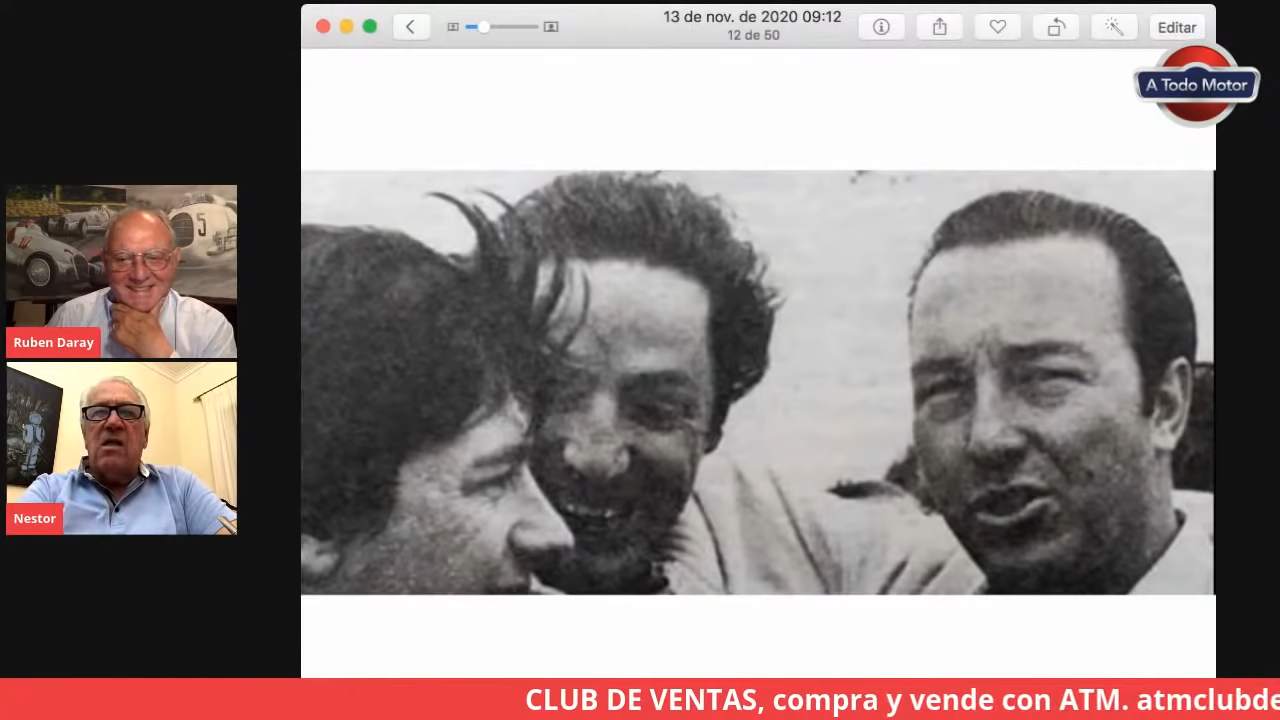 13 de nov. de 2020 09:12
12 de 50
Editar
A Todo Motor
5
Ruben Daray
Nestor
CLUB DE VENTAS, compra y vende con ATM. atmclubde